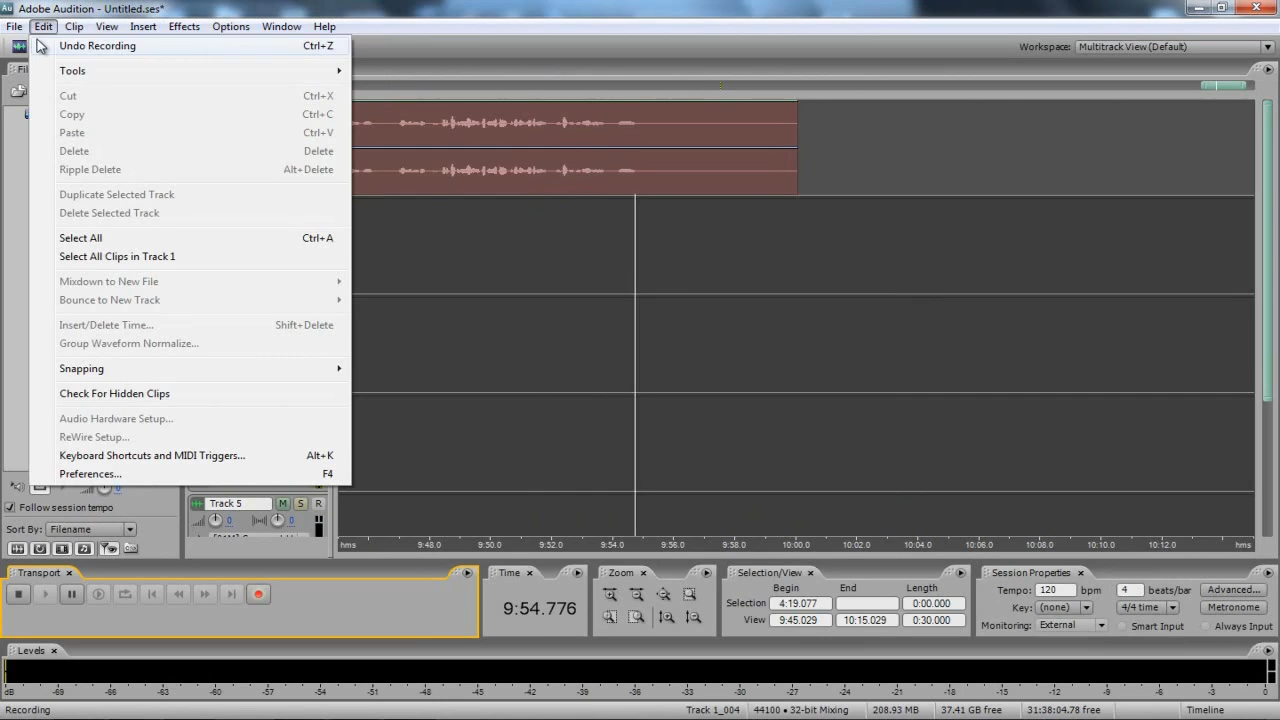 Au Adobe Audition - Untitled.ses*
File Edit Clip View Insert Effects Options Window Help
Workspace: Multitrack View (Default)
Undo Recording Ctrl+Z
Tools
Cut Ctrl+X
Copy Ctrl+C
Paste Ctrl+V
Delete Delete
Ripple Delete Alt+Delete
Duplicate Selected Track
Delete Selected Track
Select All Ctrl+A
Select All Clips in Track 1
Mixdown to New File
Bounce to New Track
Insert/Delete Time... Shift+Delete
Group Waveform Normalize...
Snapping
Check For Hidden Clips
Audio Hardware Setup...
ReWire Setup...
Keyboard Shortcuts and MIDI Triggers... Alt+K
Preferences... F4
Follow session tempo
Sort By: Filename
Track 5 M S R
0 0
hms 9:48.0 9:50.0 9:52.0 9:54.0 9:56.0 9:58.0 10:00.0 10:02.0 10:04.0 10:06.0 10:08.0 10:10.0 10:12.0 hms
Transport
Time
9:54.776
Zoom
Selection/View
Begin End Length
Selection 4:19.077 0:00.000
View 9:45.029 10:15.029 0:30.000
Session Properties
Tempo: 120 bpm 4 beats/bar Advanced...
Key: (none) 4/4 time Metronome
Monitoring: External Smart Input Always Input
Levels
dB -69 -66 -63 -60 -57 -54 -51 -48 -45 -42 -39 -36 -33 -30 -27 -24 -21 -18 -15 -12 -9 -6 -3 0
Recording Track 1_004 44100 • 32-bit Mixing 208.93 MB 37.41 GB free 31:38:04.78 free Timeline